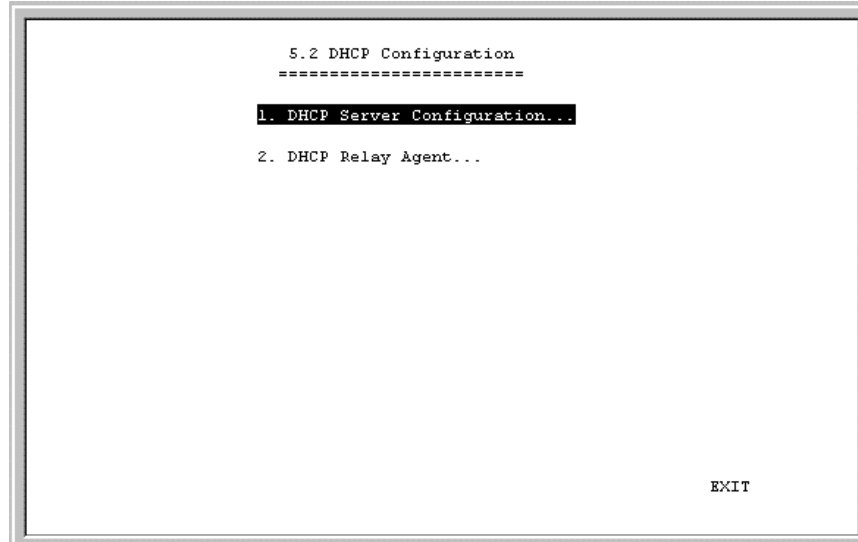 5.2 DHCP Configuration
========================
1. DHCP Server Configuration...
2. DHCP Relay Agent...
EXIT